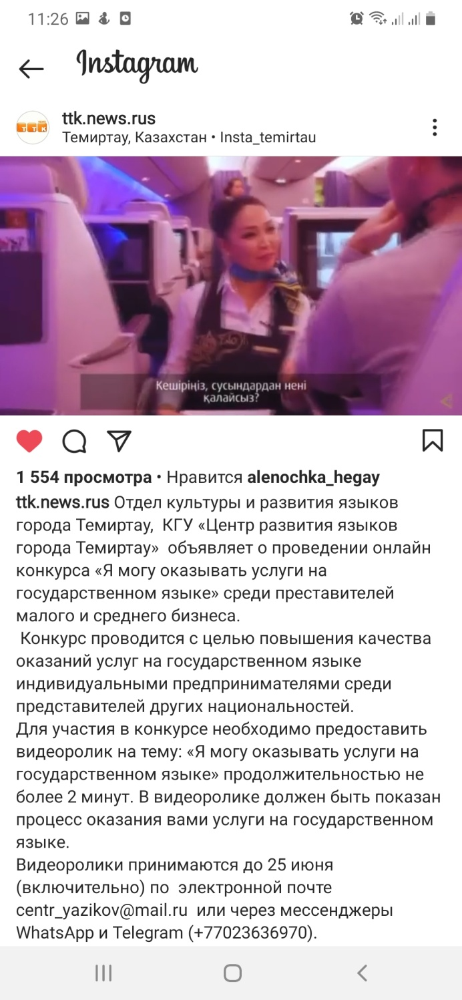 11:26
Instagram
ttk.news.rus
Темиртау, Казахстан • Insta_temirtau
ТТК
Кешіріңіз, сусындардан нені
қалайсыз?
1 554 просмотра • Нравится alenochka_hegay
ttk.news.rus Отдел культуры и развития языков
города Темиртау,  КГУ «Центр развития языков
города Темиртау»  объявляет о проведении онлайн
конкурса «Я могу оказывать услуги на
государственном языке» среди преставителей
малого и среднего бизнеса.
Конкурс проводится с целью повышения качества
оказаний услуг на государственном языке
индивидуальными предпринимателями среди
представителей других национальностей.
Для участия в конкурсе необходимо предоставить
видеоролик на тему: «Я могу оказывать услуги на
государственном языке» продолжительностью не
более 2 минут. В видеоролике должен быть показан
процесс оказания вами услуги на государственном
языке.
Видеоролики принимаются до 25 июня
(включительно) по  электронной почте
centr_yazikov@mail.ru  или через мессенджеры
WhatsApp и Telegram (+77023636970).